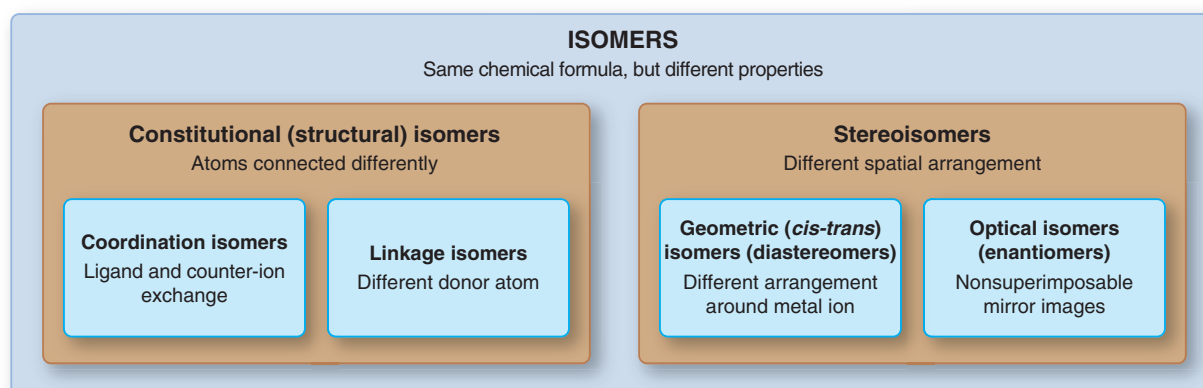 ISOMERS
Same chemical formula, but different properties
Constitutional (structural) isomers
Atoms connected differently
Coordination isomers
Ligand and counter-ion
exchange
Linkage isomers
Different donor atom
Stereoisomers
Different spatial arrangement
Geometric (cis-trans)
isomers (diastereomers)
Different arrangement
around metal ion
Optical isomers
(enantiomers)
Nonsuperimposable
mirror images